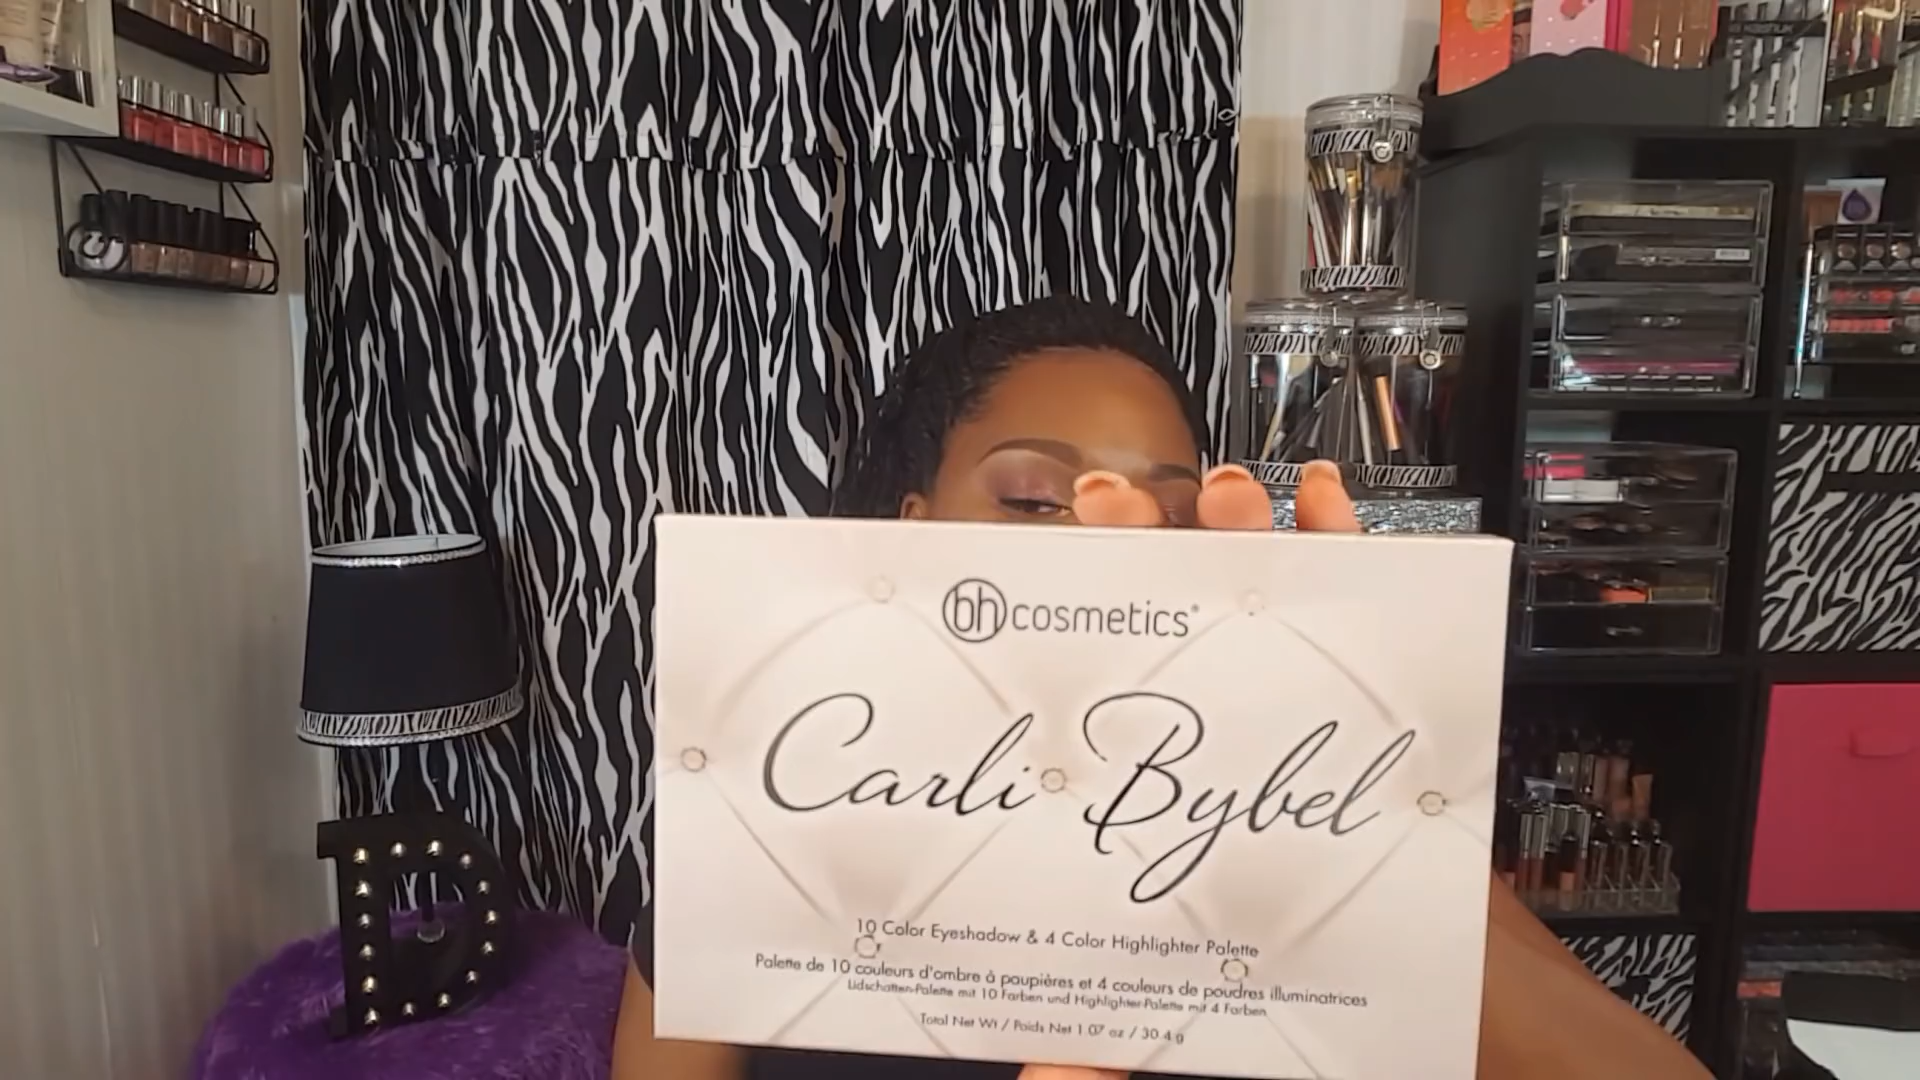 bh cosmetics®
Carli Bybel
10 Color Eyeshadow & 4 Color Highlighter Palette
Palette de 10 couleurs d'ombre à paupières et 4 couleurs de poudres illuminatrices
Lidschatten-Palette mit 10 Farben und Highlighter-Palette mit 4 Farben
Total Net Wt / Poids Net 1.07 oz / 30.4 g
D